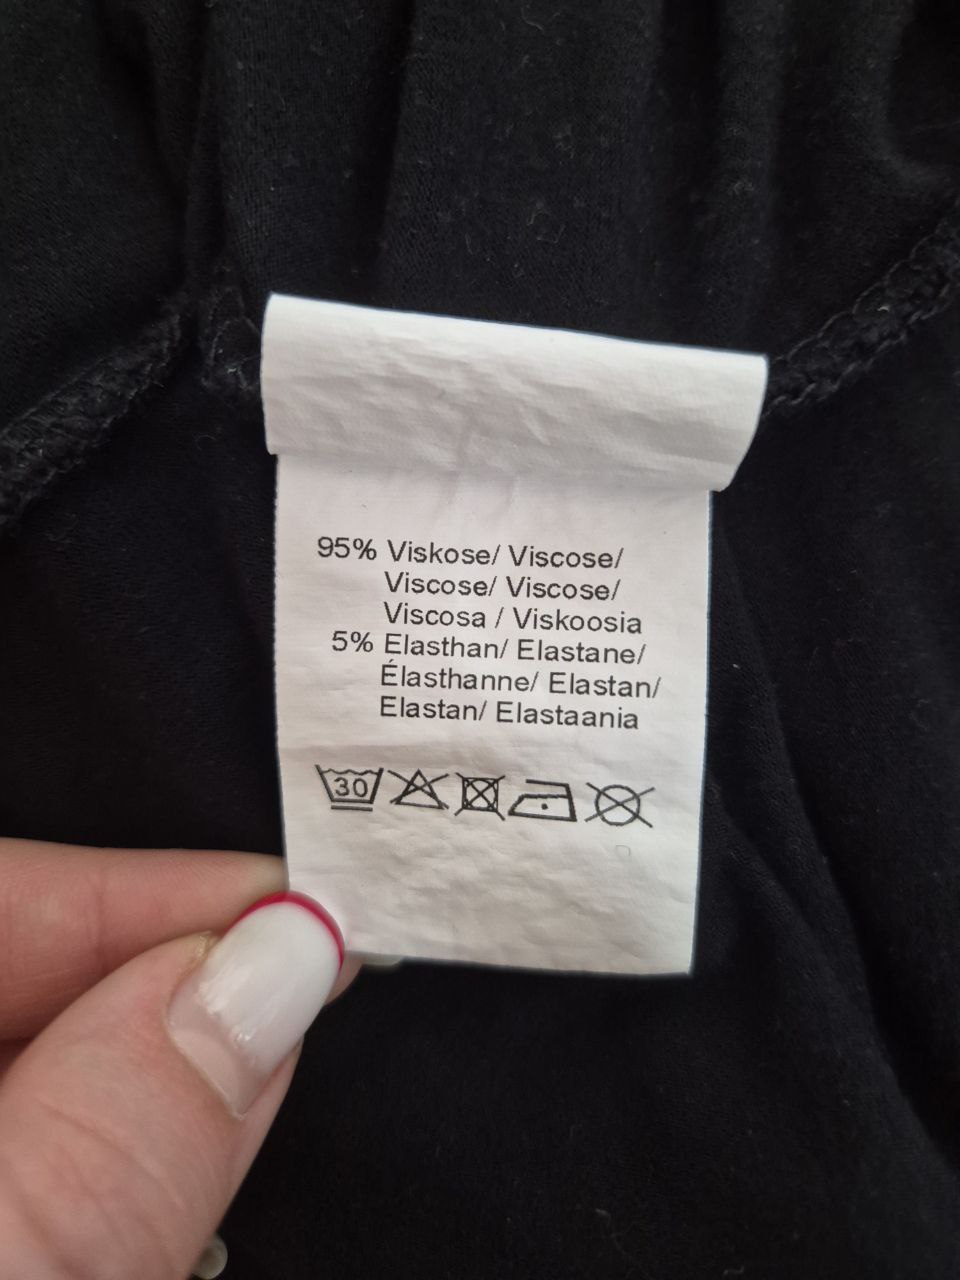 95% Viskose/ Viscose/
Viscose/ Viscose/
Viscosa / Viskoosia
5% Elasthan/ Elastane/
Élasthanne/ Elastan/
Elastan/ Elastaania
30